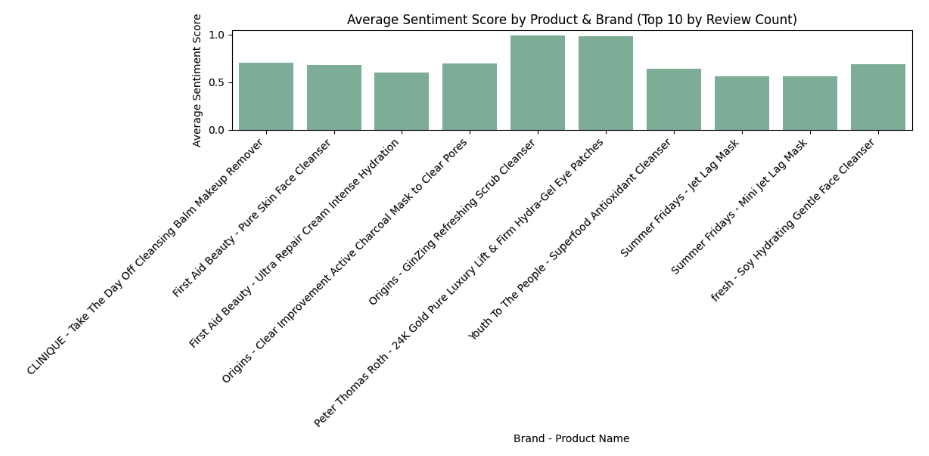 Average Sentiment Score by Product & Brand (Top 10 by Review Count)
Average Sentiment Score
1.0
0.5
0.0
CLINIQUE - Take The Day Off Cleansing Balm Makeup Remover
First Aid Beauty - Pure Skin Face Cleanser
First Aid Beauty - Ultra Repair Cream Intense Hydration
Origins - Clear Improvement Active Charcoal Mask to Clear Pores
Origins - GinZing Refreshing Scrub Cleanser
Peter Thomas Roth - 24K Gold Pure Luxury Lift & Firm Hydra-Gel Eye Patches
Youth To The People - Superfood Antioxidant Cleanser
Summer Fridays - Jet Lag Mask
Summer Fridays - Mini Jet Lag Mask
fresh - Soy Hydrating Gentle Face Cleanser
Brand - Product Name